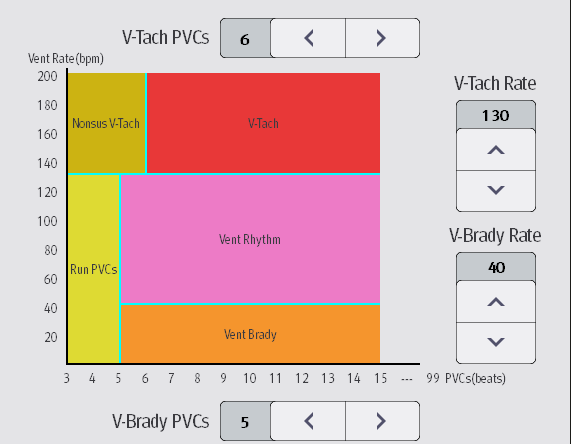 V-Tach PVCs 6
Vent Rate(bpm)
200
180
160
140
120
100
80
60
40
20
Nonsus V-Tach
V-Tach
Vent Rhythm
Run PVCs
Vent Brady
3 4 5 6 7 8 9 10 11 12 13 14 15 --- 99 PVCs(beats)
V-Tach Rate
130
V-Brady Rate
40
V-Brady PVCs 5